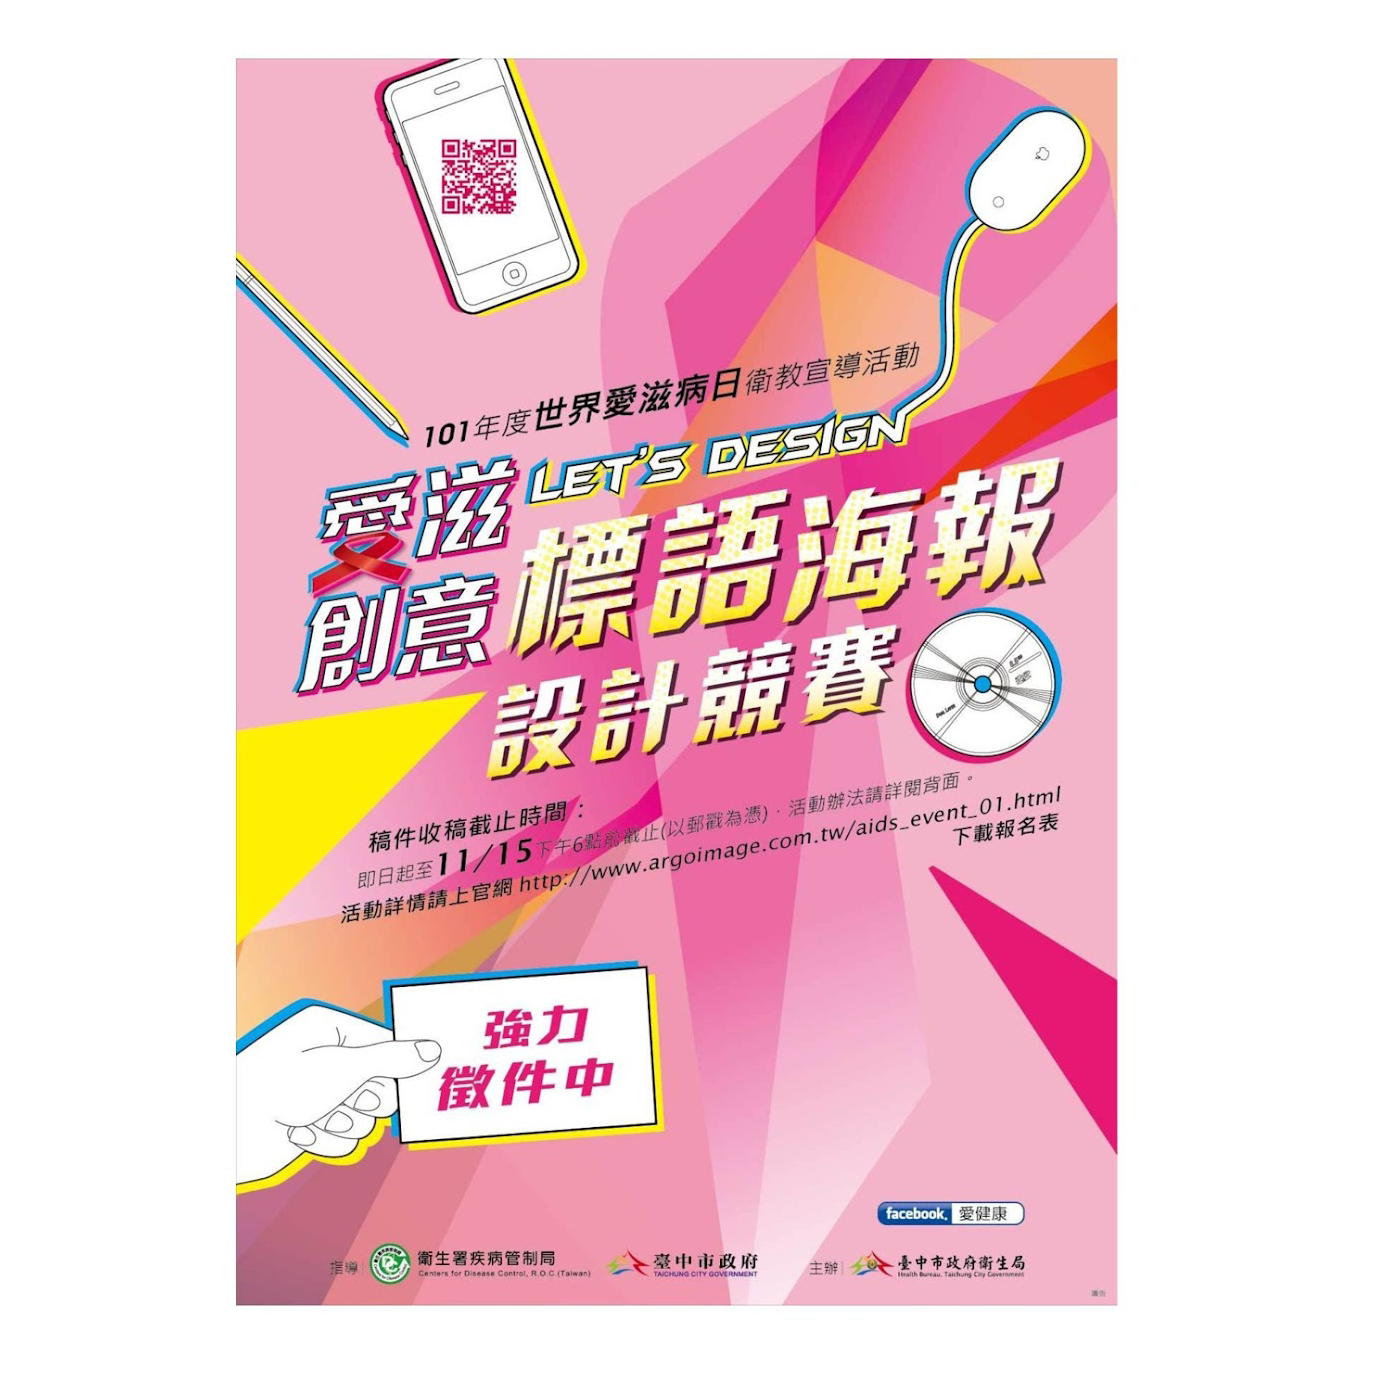 101年度世界愛滋病日衛教宣導活動
LET'S DESIGN
愛滋
創意
標語海報
設計競賽
稿件收稿截止時間：
即日起至11/15下午6點前截止(以郵戳為憑)，活動辦法請詳閱背面。
活動詳情請上官網 http://www.argoimage.com.tw/aids_event_01.html
下載報名表
強力
徵件中
facebook. 愛健康
指導
衛生署疾病管制局
Centers for Disease Control, R.O.C.(Taiwan)
臺中市政府
TAICHUNG CITY GOVERNMENT
主辦
臺中市政府衛生局
Health Bureau, Taichung City Government
廣告